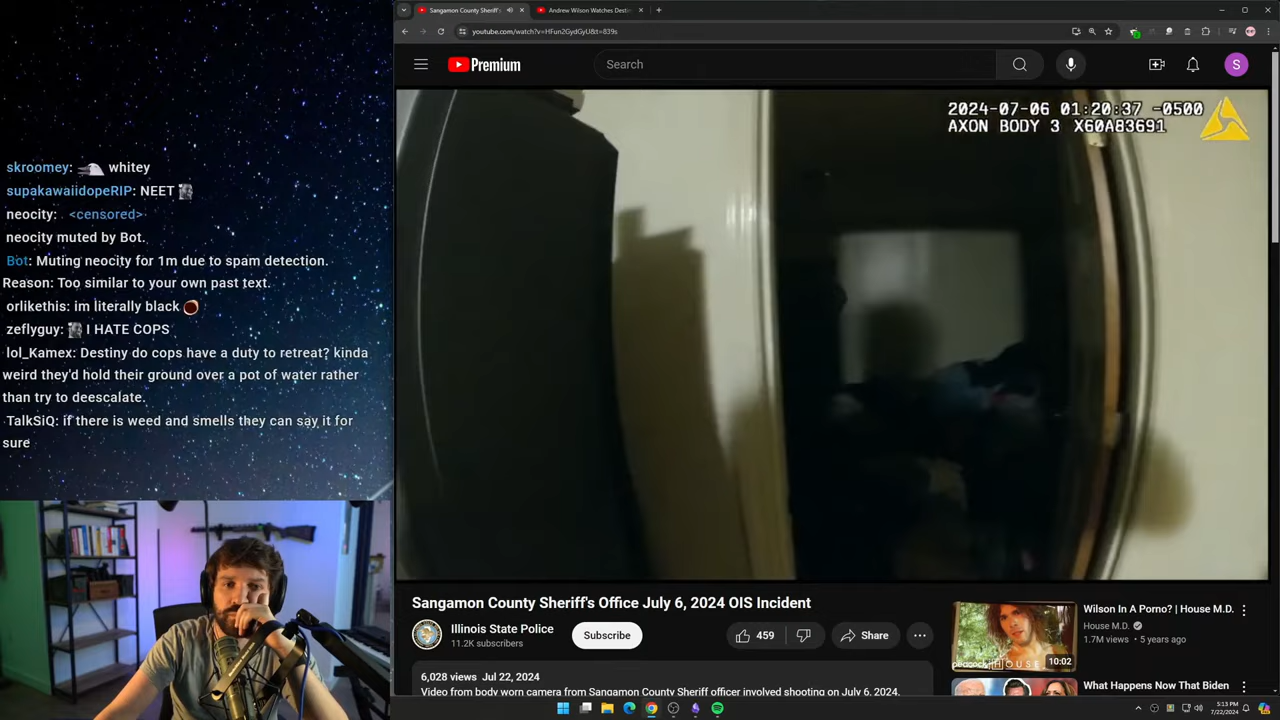 Sangamon County Sheriff's
Andrew Wilson Watches Desti
youtube.com/watch?v=HFun2GydGyU&t=839s
Premium
Search
S
2024-07-06 01:20:37 -0500
AXON BODY 3 X60A83691
skroomey: whitey
supakawaiidopeRIP: NEET
neocity: <censored>
neocity muted by Bot.
Bot: Muting neocity for 1m due to spam detection.
Reason: Too similar to your own past text.
orlikethis: im literally black
zeflyguy: I HATE COPS
lol_Kamex: Destiny do cops have a duty to retreat? kinda
weird they'd hold their ground over a pot of water rather
than try to deescalate.
TalkSiQ: if there is weed and smells they can say it for
sure
Sangamon County Sheriff's Office July 6, 2024 OIS Incident
Illinois State Police
11.2K subscribers
Subscribe
459
Share
6,028 views Jul 22, 2024
Video from body worn camera from Sangamon County Sheriff officer involved shooting on July 6, 2024.
Wilson In A Porno? | House M.D.
House M.D.
1.7M views • 5 years ago
peacock HOUSE
10:02
What Happens Now That Biden
5:13 PM
7/22/2024